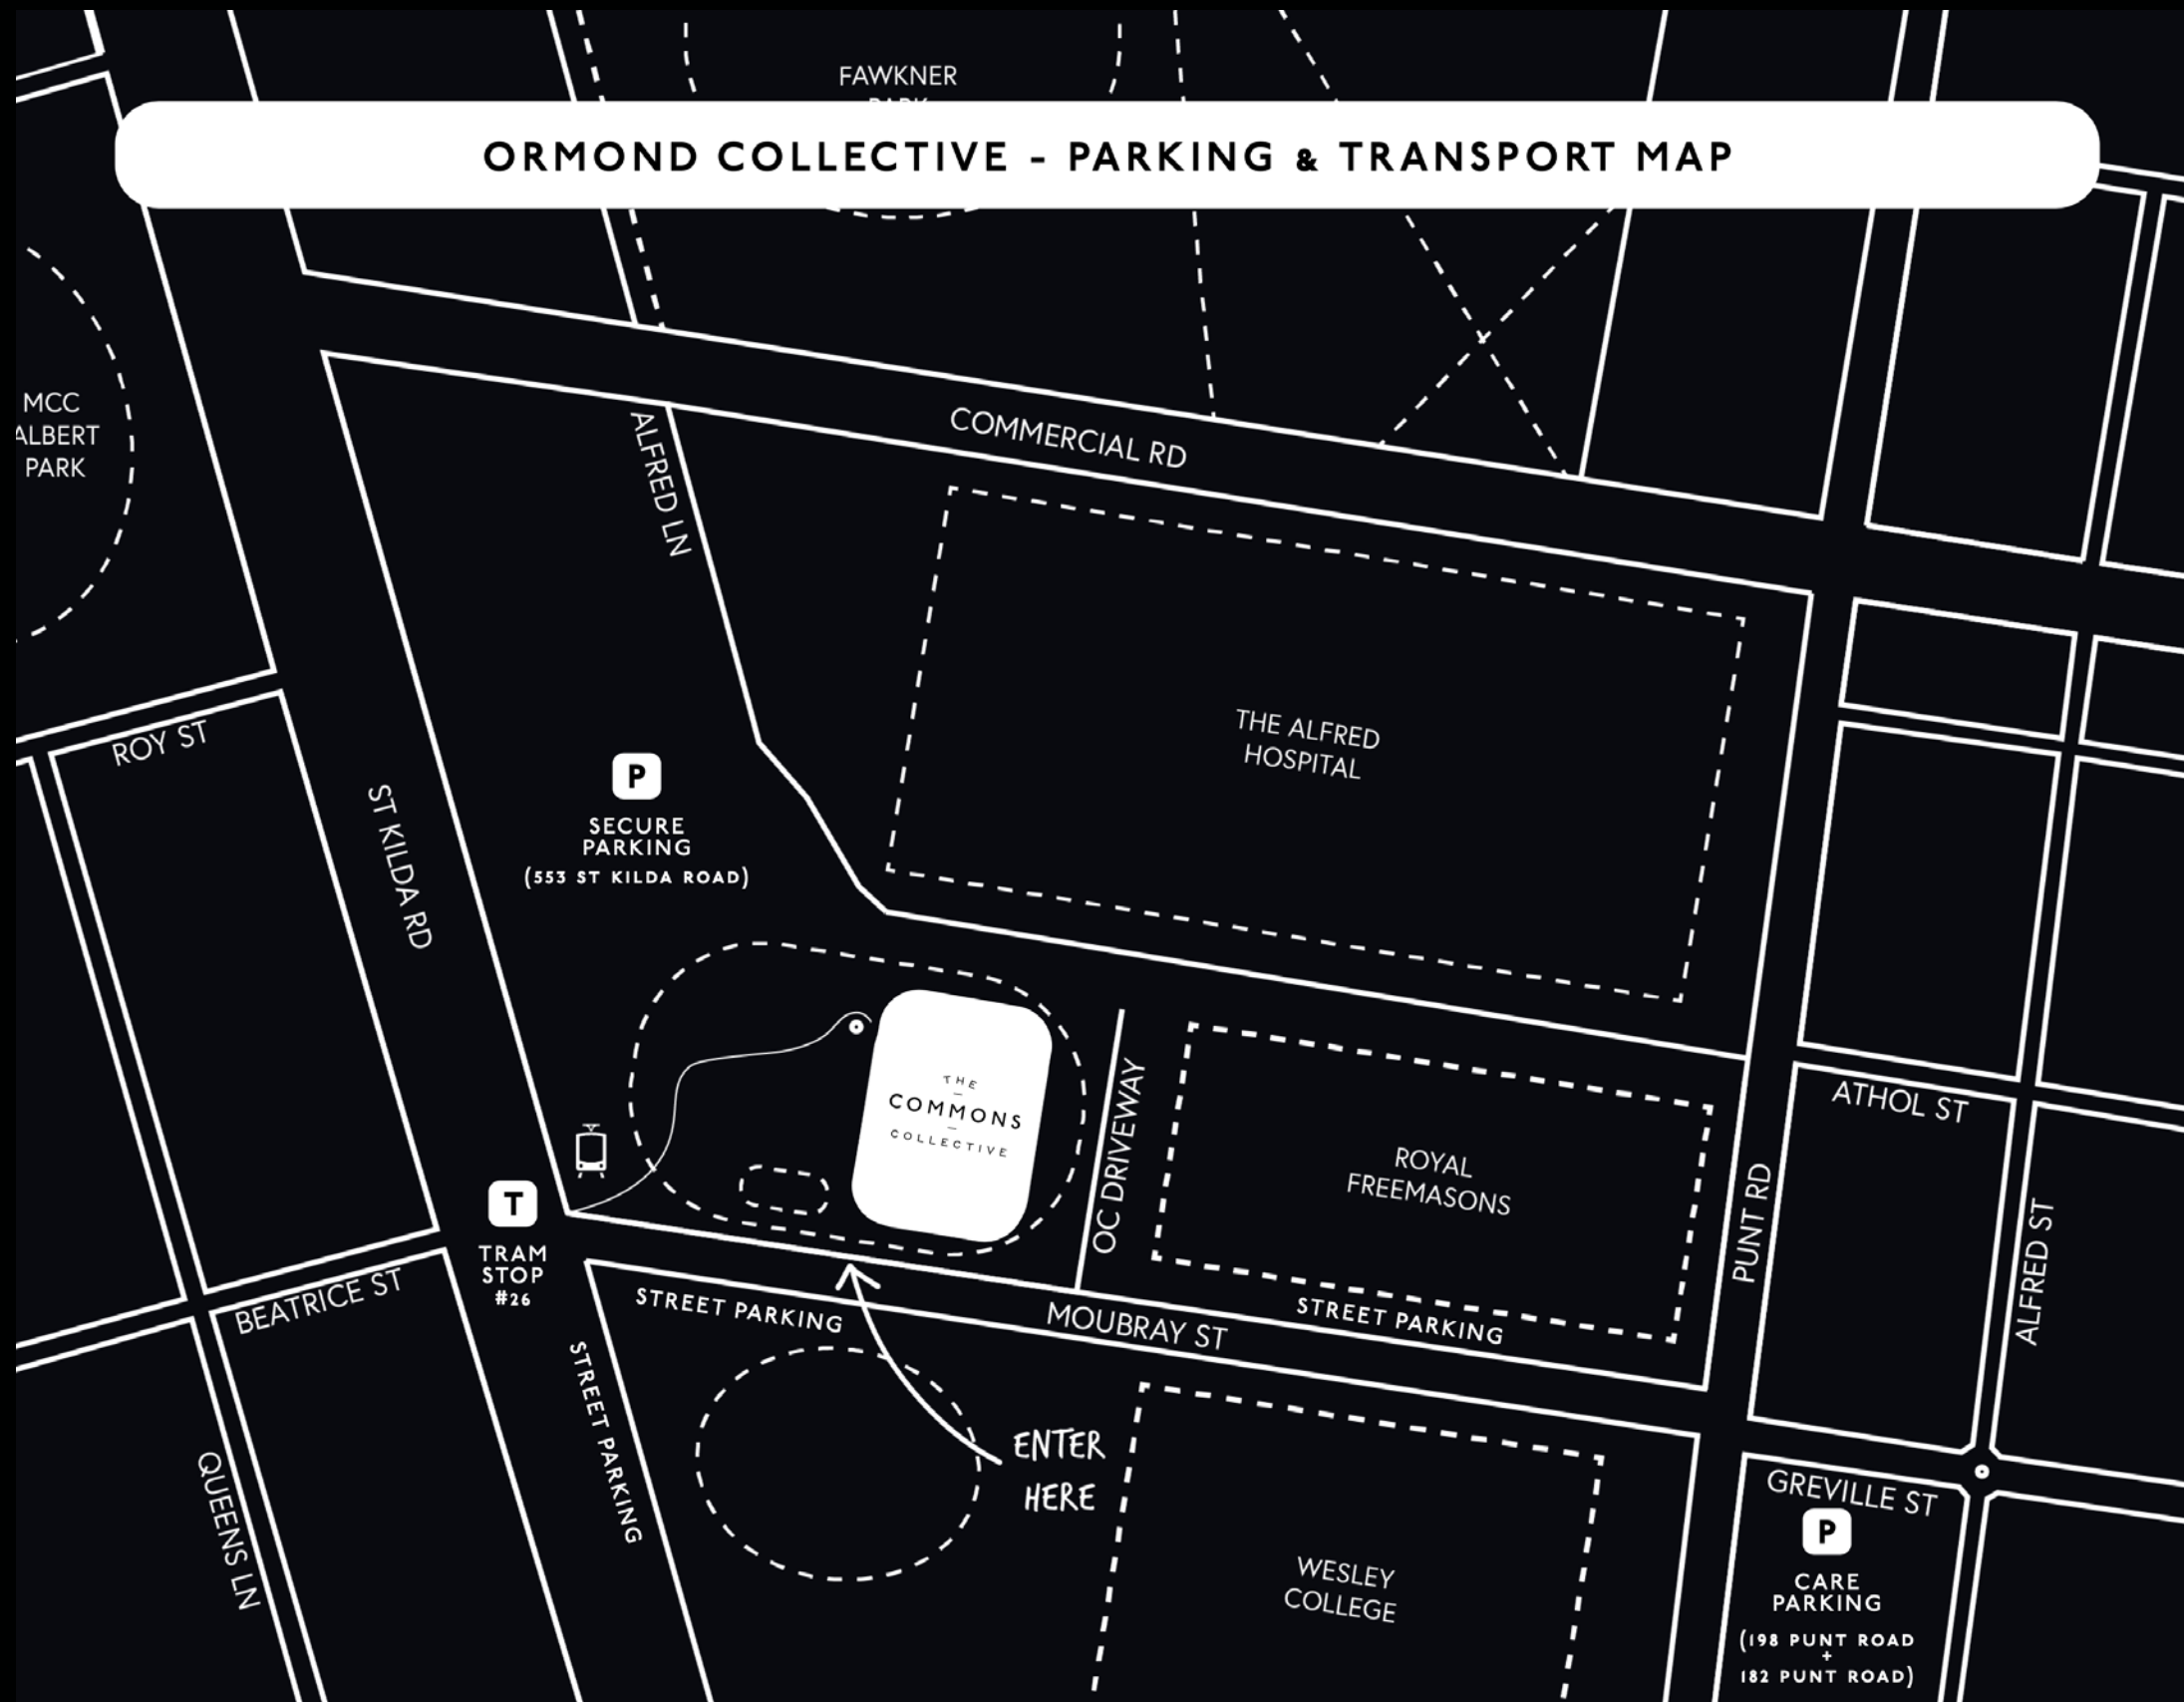 FAWKNER
ORMOND COLLECTIVE - PARKING & TRANSPORT MAP
MCC
ALBERT
PARK
COMMERCIAL RD
ALFRED LN
THE ALFRED
HOSPITAL
ROY ST
ST KILDA RD
P
SECURE
PARKING
(553 ST KILDA ROAD)
THE
COMMONS
COLLECTIVE
OC DRIVEWAY
ROYAL
FREEMASONS
ATHOL ST
PUNT RD
ALFRED ST
T
TRAM
STOP
#26
BEATRICE ST
STREET PARKING
MOUBRAY ST
STREET PARKING
STREET PARKING
ENTER
HERE
QUEENS LN
WESLEY
COLLEGE
GREVILLE ST
P
CARE
PARKING
(198 PUNT ROAD
+
182 PUNT ROAD)